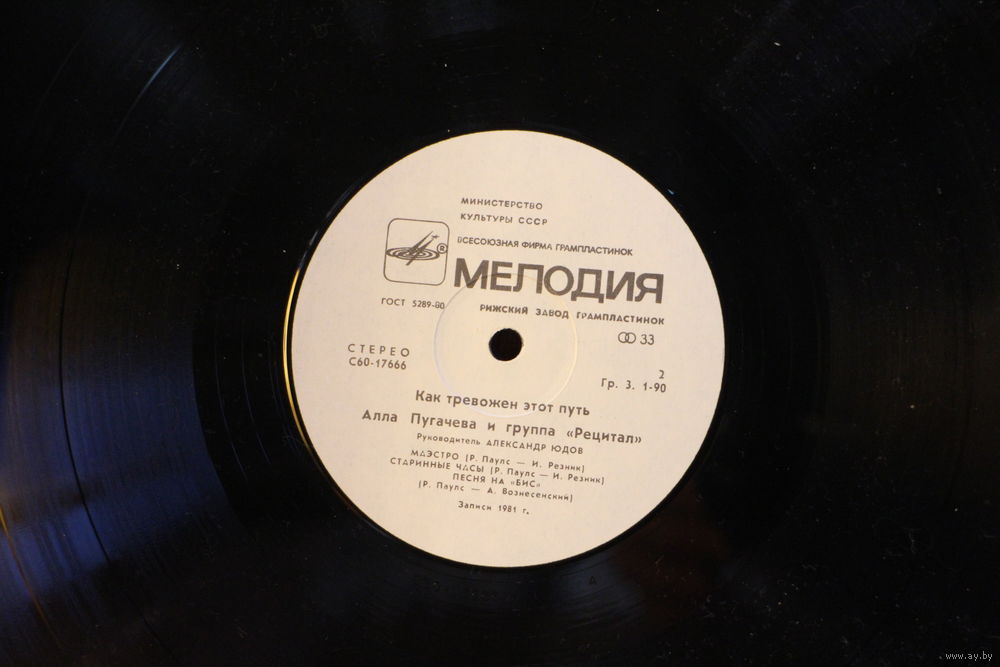 МИНИСТЕРСТВО
КУЛЬТУРЫ СССР
ВСЕСОЮЗНАЯ ФИРМА ГРАМПЛАСТИНОК
®
МЕЛОДИЯ
ГОСТ 5289-80
РИЖСКИЙ ЗАВОД ГРАМПЛАСТИНОК
33
СТЕРЕО
С60-17666
2
Гр. 3. 1-90
Как тревожен этот путь
Алла Пугачева и группа «Рецитал»
Руководитель АЛЕКСАНДР ЮДОВ
МАЭСТРО (Р. Паулс — И. Резник)
СТАРИННЫЕ ЧАСЫ (Р. Паулс — И. Резник)
ПЕСНЯ НА «БИС»
(Р. Паулс — А. Вознесенский)
Записи 1981 г.
www.ay.by